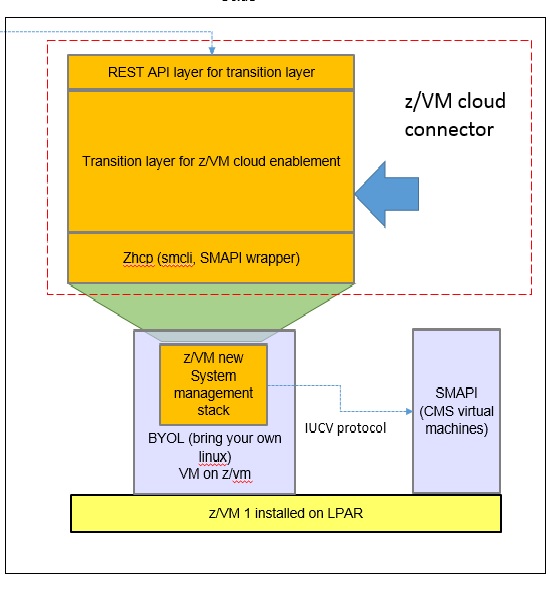 REST API layer for transition layer
z/VM cloud
connector
Transition layer for z/VM cloud enablement
Zhcp (smcli, SMAPI wrapper)
z/VM new
System
management
stack
BYOL (bring your own
linux)
VM on z/vm
IUCV protocol
SMAPI
(CMS virtual
machines)
z/VM 1 installed on LPAR